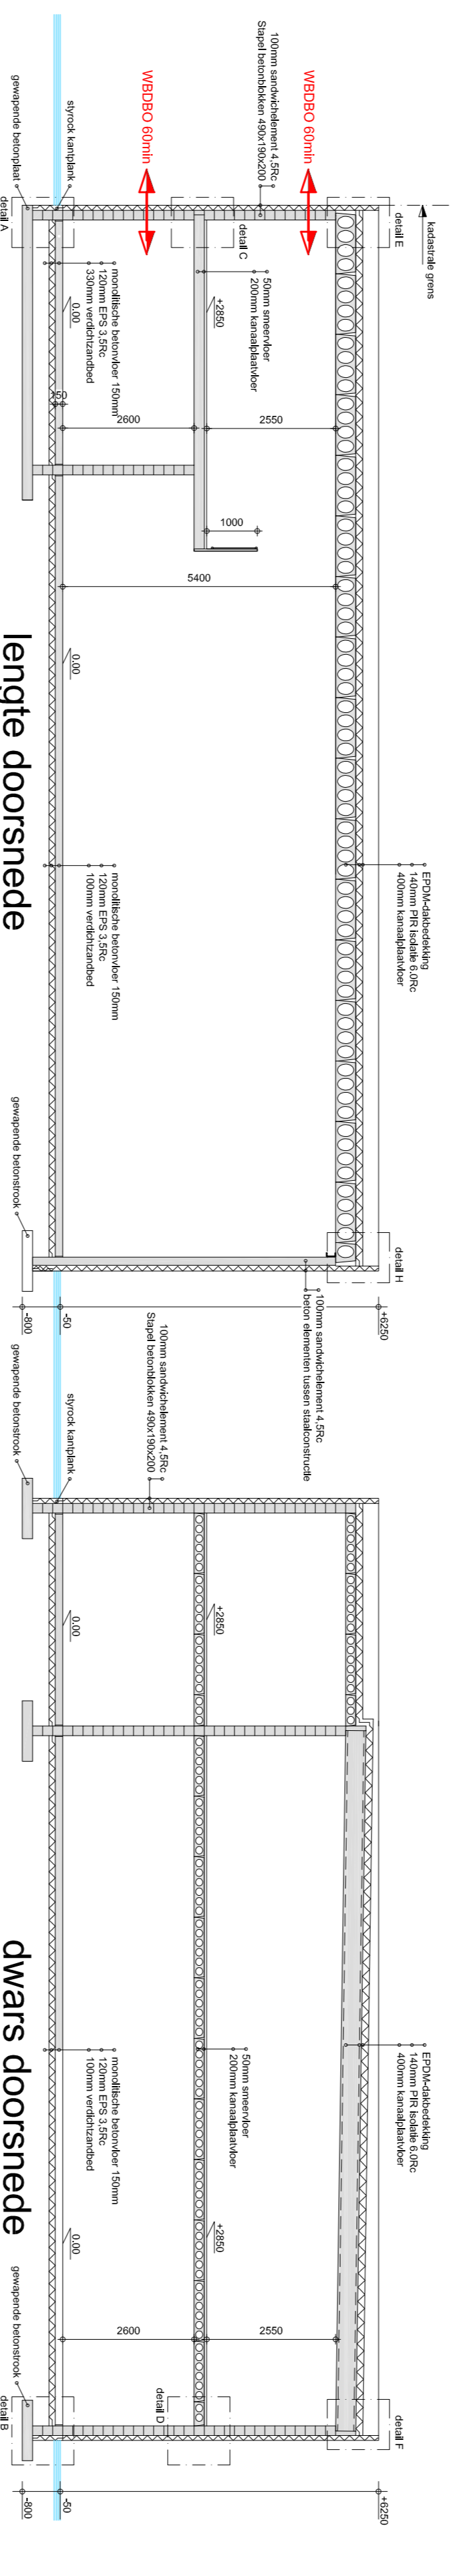 kadastrale grens
detail E
WBDBO 60min
100mm sandwichelement 4,5Rc
Stapel betonblokken 490x190x200
WBDBO 60min
detail C
50mm smeervloer
200mm kanaalplaatvloer
+2850
2550
1000
5400
2600
0.00
150
monolitische betonvloer 150mm
120mm EPS 3,5Rc
330mm verdichtzandbed
styrock kantplank
gewapende betonplaat
detail A
lengte doorsnede
0.00
EPDM-dakbedekking
140mm PIR isolatie 6.0Rc
400mm kanaalplaatvloer
monolitische betonvloer 150mm
120mm EPS 3,5Rc
100mm verdichtzandbed
gewapende betonstrook
detail H
100mm sandwichelement 4,5Rc
beton elementen tussen staalconstructie
+6250
-50
-800
100mm sandwichelement 4,5Rc
Stapel betonblokken 490x190x200
styrock kantplank
gewapende betonstrook
+2850
0.00
EPDM-dakbedekking
140mm PIR isolatie 6.0Rc
400mm kanaalplaatvloer
50mm smeervloer
200mm kanaalplaatvloer
monolitische betonvloer 150mm
120mm EPS 3,5Rc
100mm verdichtzandbed
dwars doorsnede
+2850
0.00
2550
2600
gewapende betonstrook
detail F
detail D
detail B
+6250
-50
-800